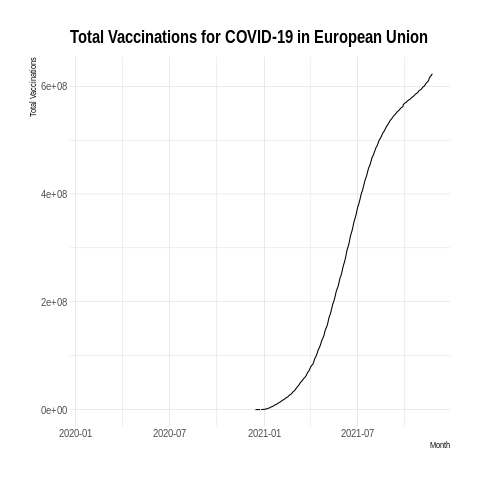 Total Vaccinations for COVID-19 in European Union
Total Vaccinations
6e+08
4e+08
2e+08
0e+00
2020-01 2020-07 2021-01 2021-07
Month